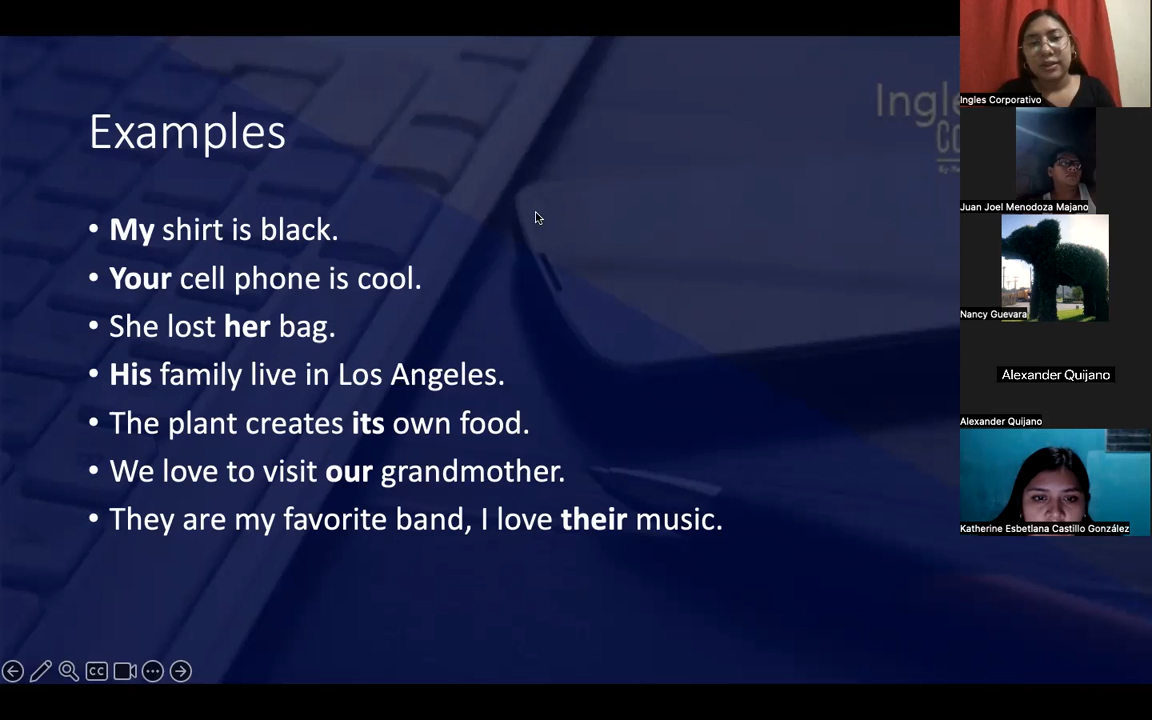 Examples
• My shirt is black.
• Your cell phone is cool.
• She lost her bag.
• His family live in Los Angeles.
• The plant creates its own food.
• We love to visit our grandmother.
• They are my favorite band, I love their music.
Ingl
Ingles Corporativo
Juan Joel Menodoza Majano
Nancy Guevara
Alexander Quijano
Alexander Quijano
Katherine Esbetlana Castillo González
CC